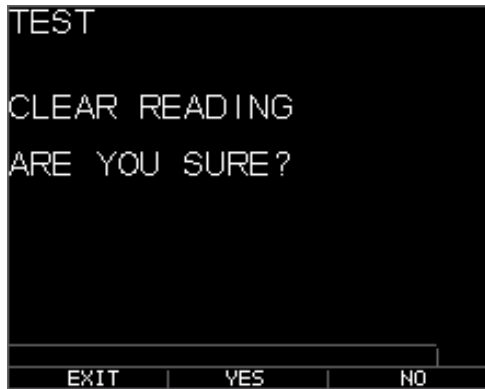 TEST
CLEAR READING
ARE YOU SURE?
EXIT | YES | NO